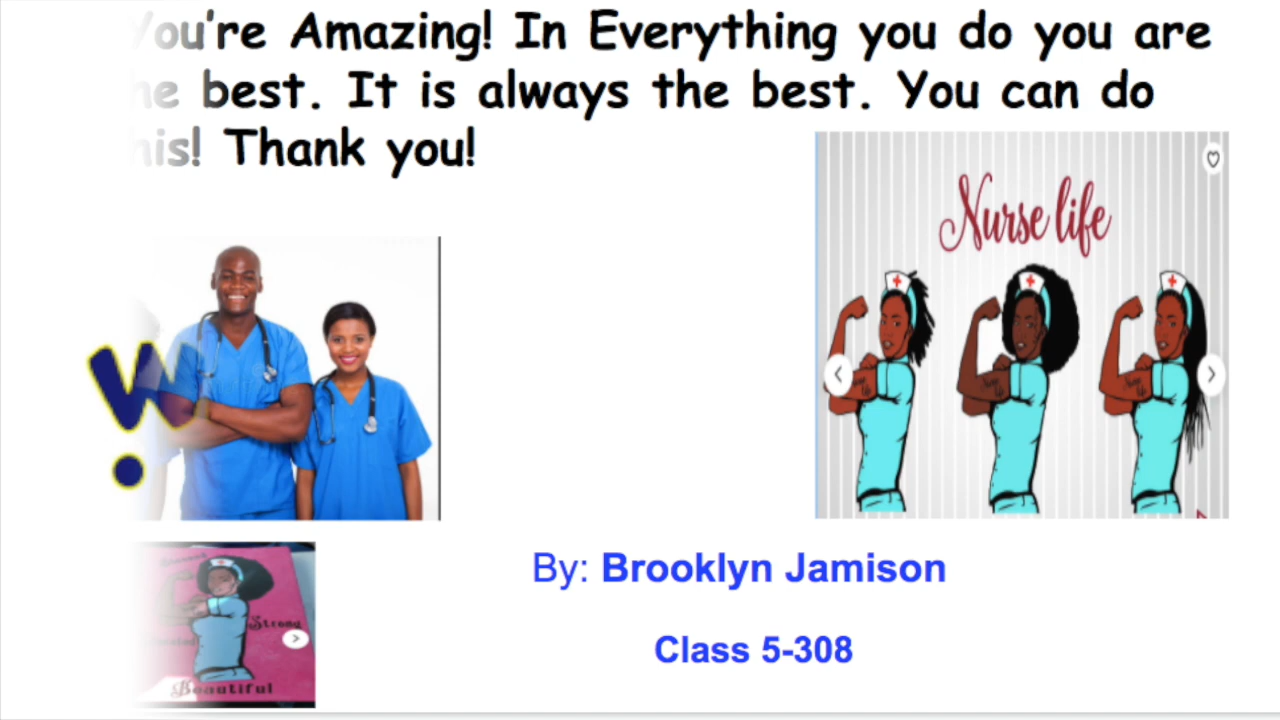 You're Amazing! In Everything you do you are
the best. It is always the best. You can do
this! Thank you!
Nurse life
W
Strong
Beautiful
By: Brooklyn Jamison
Class 5-308